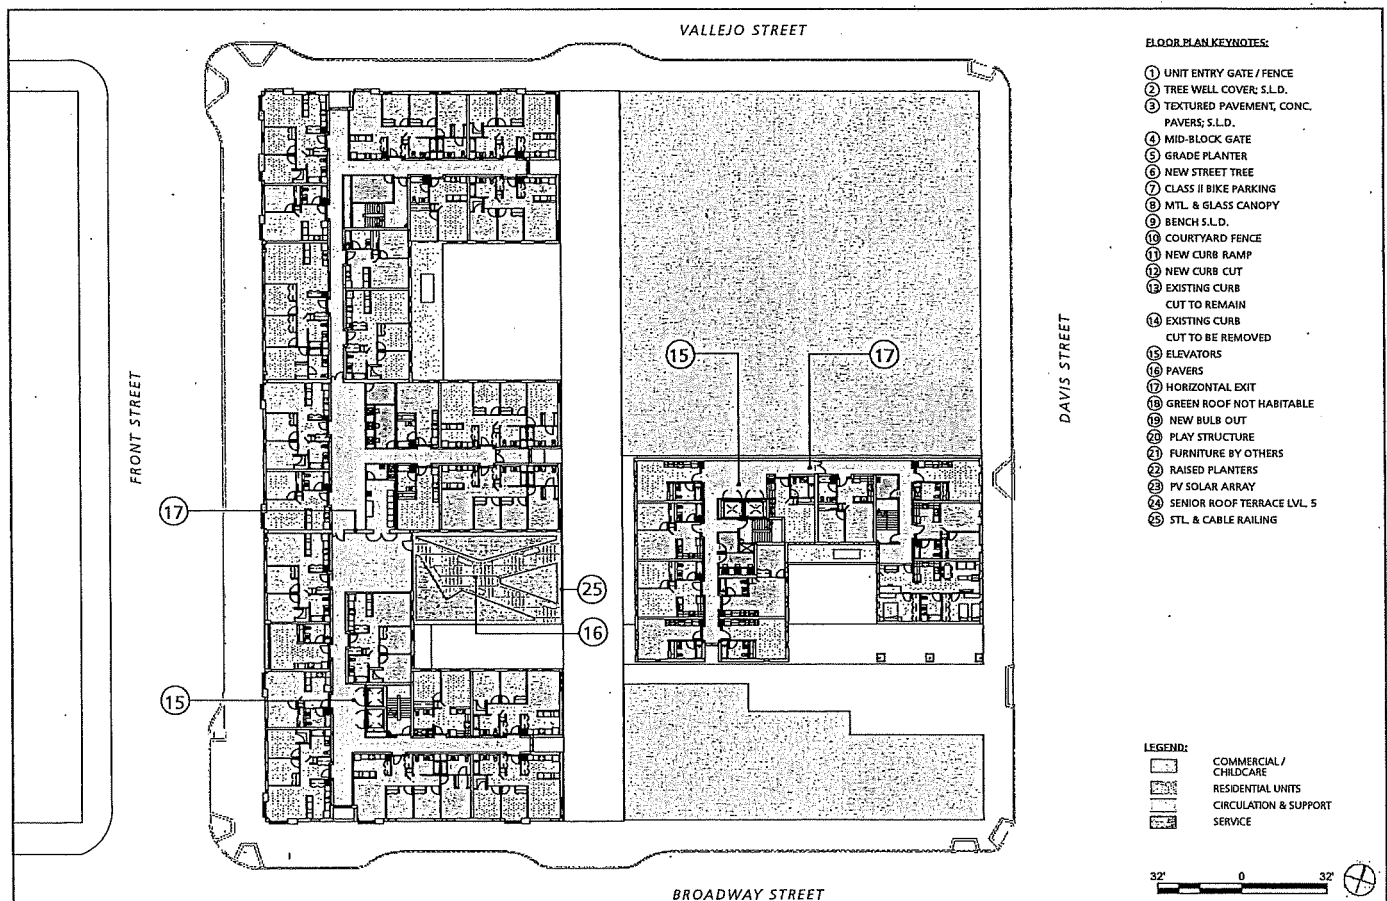 VALLEJO STREET
FLOOR PLAN KEYNOTES:
1 UNIT ENTRY GATE / FENCE
2 TREE WELL COVER; S.L.D.
3 TEXTURED PAVEMENT, CONC.
PAVERS; S.L.D.
4 MID-BLOCK GATE
5 GRADE PLANTER
6 NEW STREET TREE
7 CLASS II BIKE PARKING
8 MTL. & GLASS CANOPY
9 BENCH S.L.D.
10 COURTYARD FENCE
11 NEW CURB RAMP
12 NEW CURB CUT
13 EXISTING CURB
CUT TO REMAIN
14 EXISTING CURB
CUT TO BE REMOVED
15 ELEVATORS
16 PAVERS
17 HORIZONTAL EXIT
18 GREEN ROOF NOT HABITABLE
19 NEW BULB OUT
20 PLAY STRUCTURE
21 FURNITURE BY OTHERS
22 RAISED PLANTERS
23 PV SOLAR ARRAY
24 SENIOR ROOF TERRACE LVL. 5
25 STL. & CABLE RAILING
FRONT STREET
DAVIS STREET
15
17
17
25
16
15
LEGEND:
COMMERCIAL /
CHILDCARE
RESIDENTIAL UNITS
CIRCULATION & SUPPORT
SERVICE
32' 0 32'
BROADWAY STREET